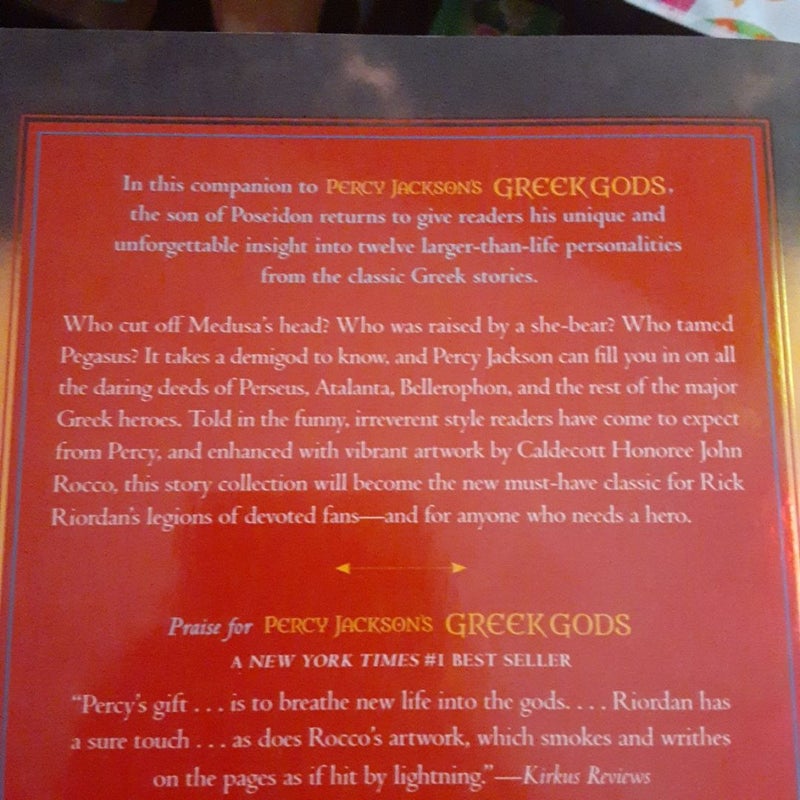 In this companion to PERCY JACKSON'S GREEK GODS,
the son of Poseidon returns to give readers his unique and
unforgettable insight into twelve larger-than-life personalities
from the classic Greek stories.
Who cut off Medusa's head? Who was raised by a she-bear? Who tamed
Pegasus? It takes a demigod to know, and Percy Jackson can fill you in on all
the daring deeds of Perseus, Atalanta, Bellerophon, and the rest of the major
Greek heroes. Told in the funny, irreverent style readers have come to expect
from Percy, and enhanced with vibrant artwork by Caldecott Honoree John
Rocco, this story collection will become the new must-have classic for Rick
Riordan's legions of devoted fans—and for anyone who needs a hero.
Praise for PERCY JACKSON'S GREEK GODS
A NEW YORK TIMES #1 BEST SELLER
“Percy's gift . . . is to breathe new life into the gods. . . . Riordan has
a sure touch . . . as does Rocco's artwork, which smokes and writhes
on the pages as if hit by lightning.”—Kirkus Reviews